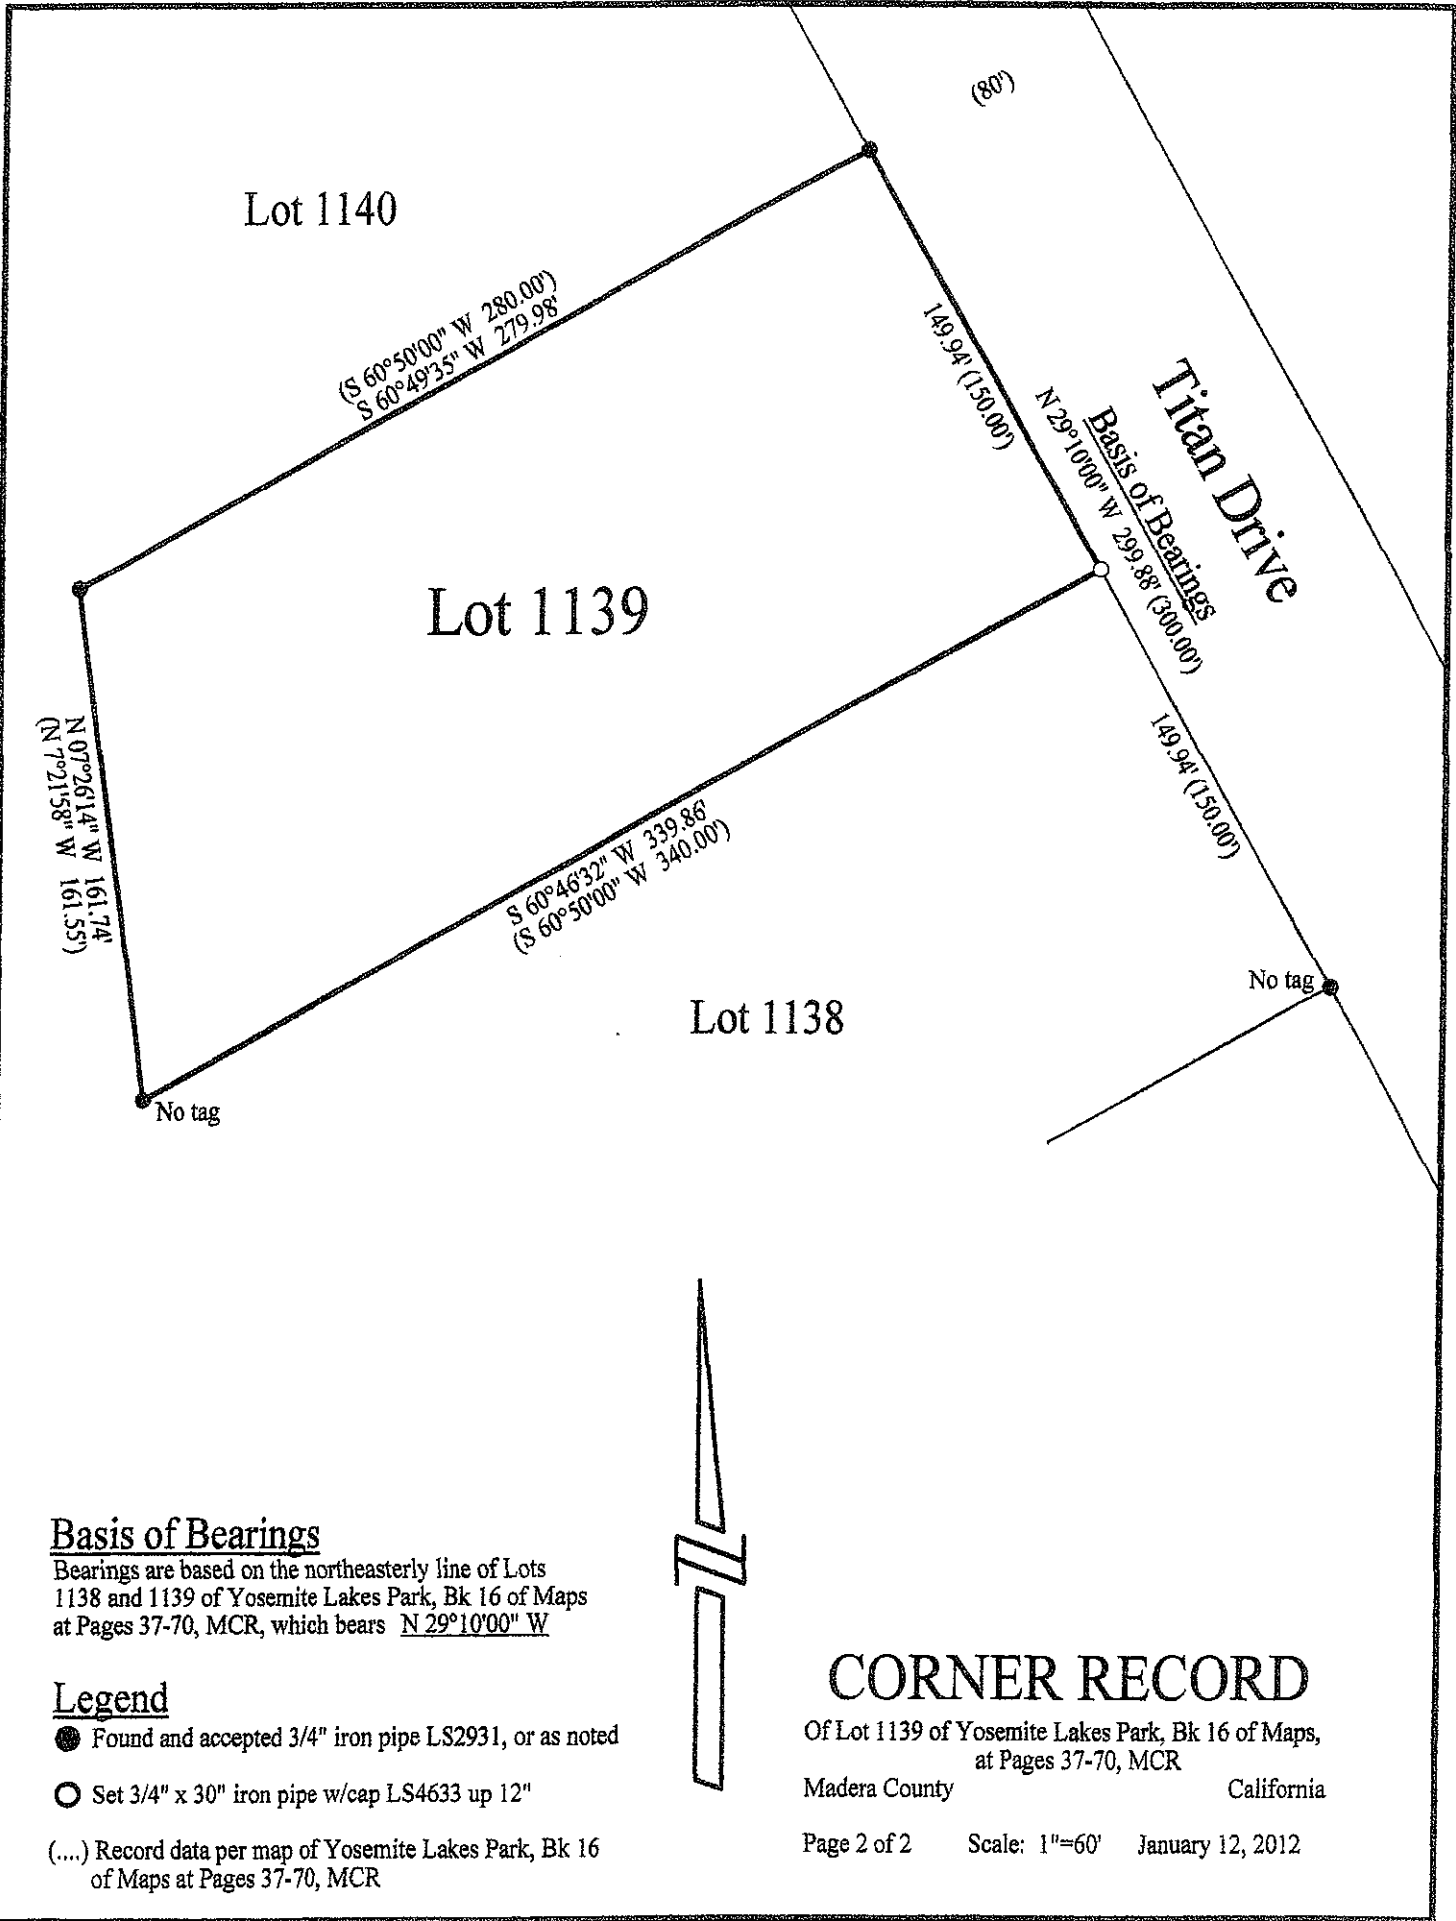 (80')
Lot 1140
(S 60°50'00" W 280.00')
S 60°49'35" W 279.98'
149.94' (150.00')
Titan Drive
Basis of Bearings
N 29°10'00" W 299.88' (300.00')
Lot 1139
N 07°26'14" W 161.74'
(N 7°21'58" W 161.55')
149.94' (150.00')
S 60°46'32" W 339.86'
(S 60°50'00" W 340.00')
No tag
Lot 1138
No tag
N
Basis of Bearings
Bearings are based on the northeasterly line of Lots
1138 and 1139 of Yosemite Lakes Park, Bk 16 of Maps
at Pages 37-70, MCR, which bears N 29°10'00" W
Legend
Found and accepted 3/4" iron pipe LS2931, or as noted
Set 3/4" x 30" iron pipe w/cap LS4633 up 12"
(....) Record data per map of Yosemite Lakes Park, Bk 16
of Maps at Pages 37-70, MCR
CORNER RECORD
Of Lot 1139 of Yosemite Lakes Park, Bk 16 of Maps,
at Pages 37-70, MCR
Madera County California
Page 2 of 2 Scale: 1"=60' January 12, 2012